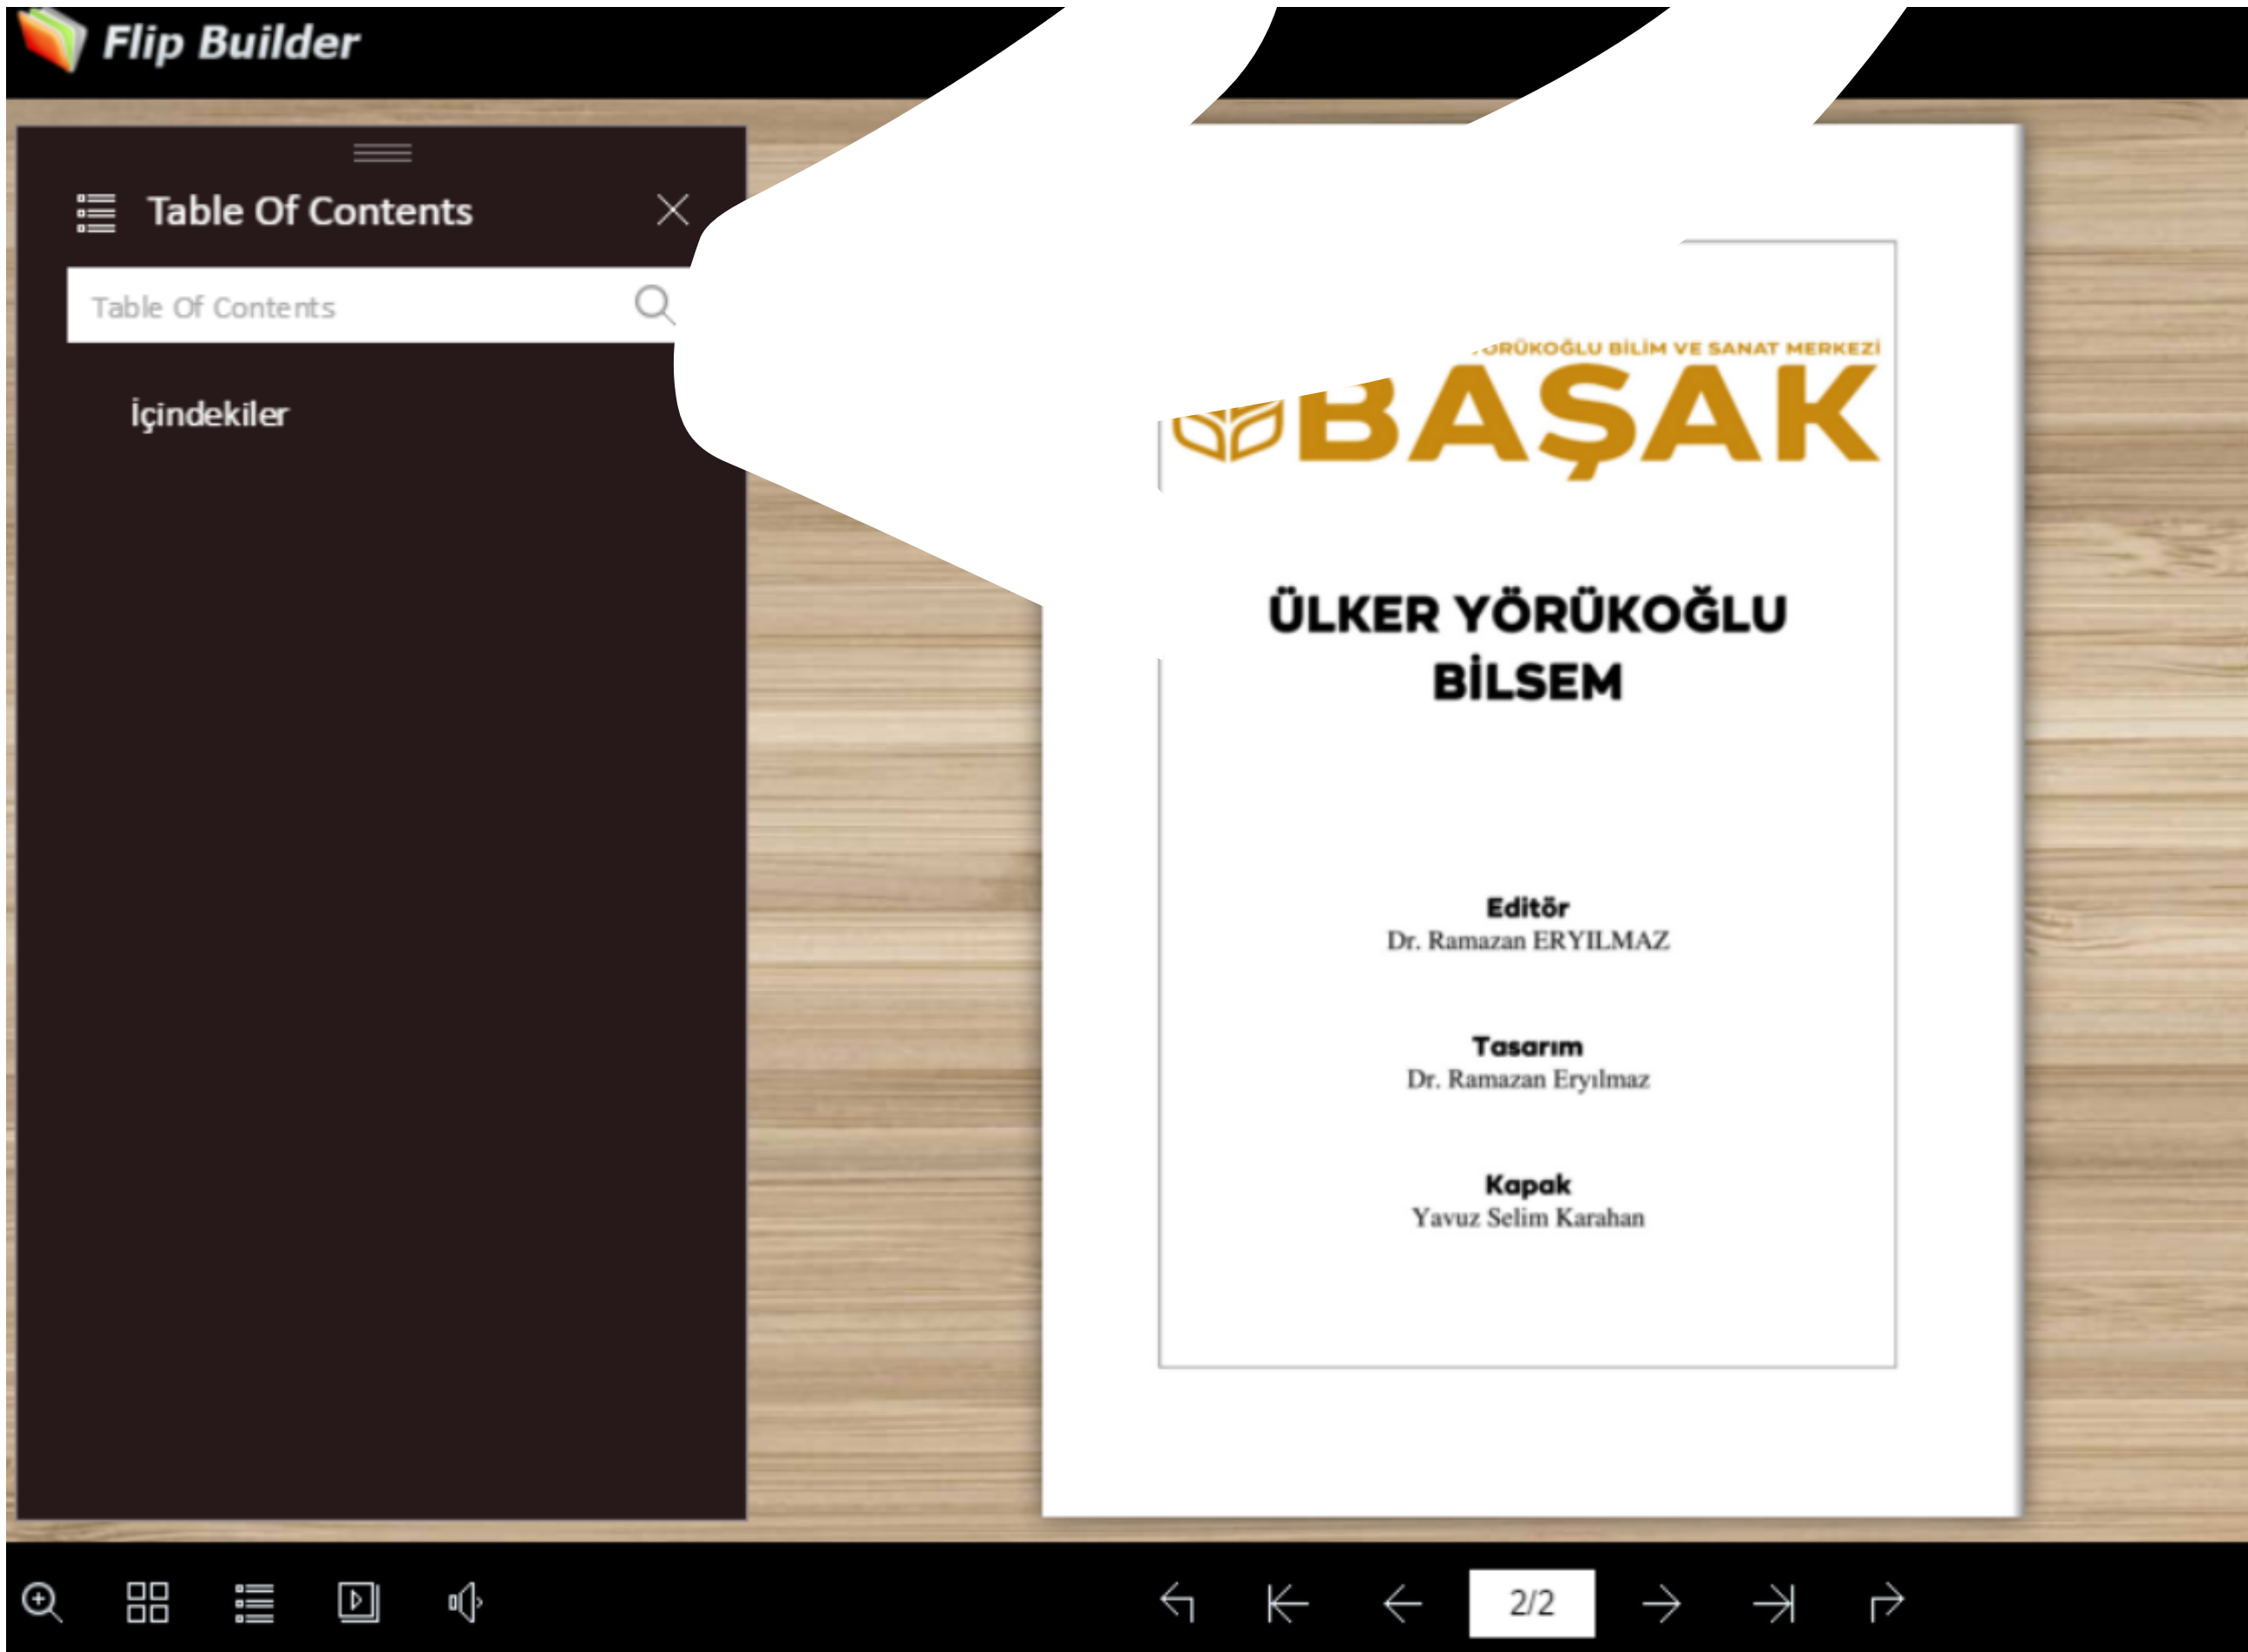 Flip Builder
Table Of Contents
Table Of Contents
İçindekiler
BİLİM VE SANAT MERKEZİ
BAŞAK
ÜLKER YÖRÜKOĞLU
BİLSEM
Editör
Dr. Ramazan ERYILMAZ
Tasarım
Dr. Ramazan Eryılmaz
Kapak
Yavuz Selim Karahan
2/2